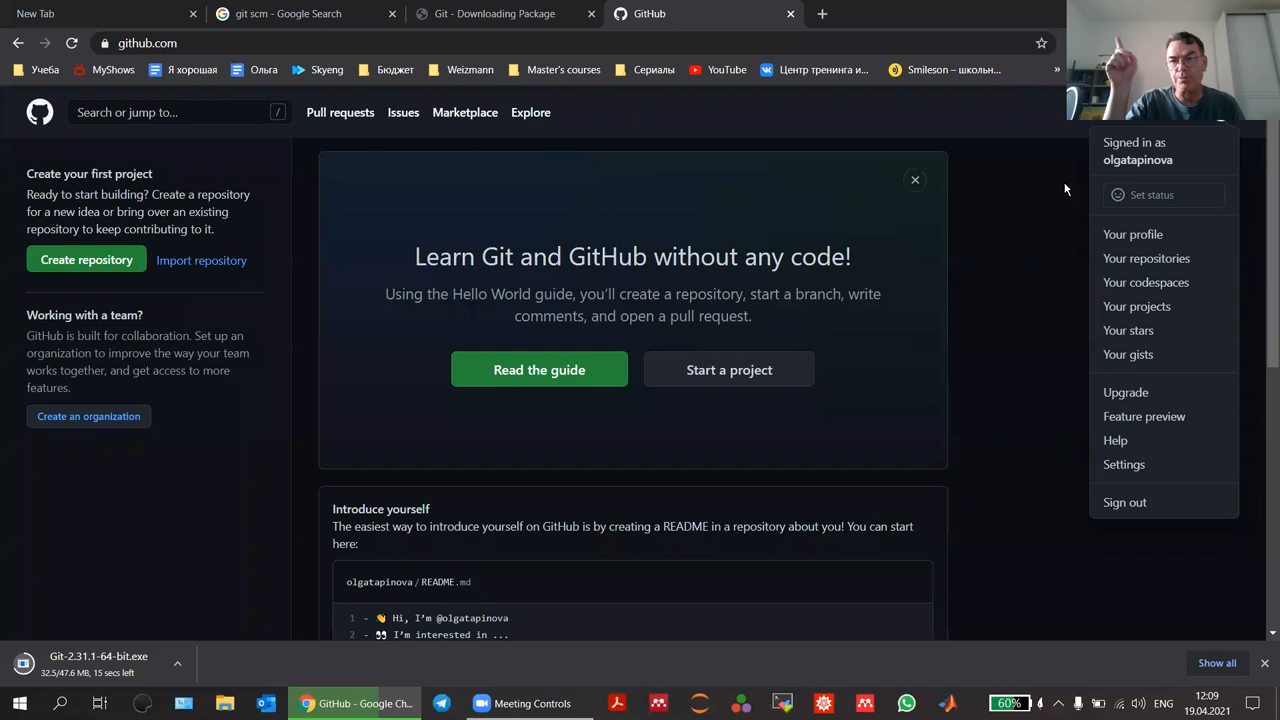 New Tab
git scm - Google Search
Git - Downloading Package
GitHub
github.com
Учеба
MyShows
Я хорошая
Ольга
Skyeng
Weismann
Master's courses
Сериалы
YouTube
Центр тренинга и...
Smileson – школьн...
Search or jump to...
/
Pull requests
Issues
Marketplace
Explore
Create your first project
Ready to start building? Create a repository
for a new idea or bring over an existing
repository to keep contributing to it.
Create repository
Import repository
Working with a team?
GitHub is built for collaboration. Set up an
organization to improve the way your team
works together, and get access to more
features.
Create an organization
Learn Git and GitHub without any code!
Using the Hello World guide, you'll create a repository, start a branch, write
comments, and open a pull request.
Read the guide
Start a project
Introduce yourself
The easiest way to introduce yourself on GitHub is by creating a README in a repository about you! You can start
here:
olgatapinova / README.md
1 - 👋 Hi, I'm @olgatapinova
2 - 👀 I'm interested in ...
Signed in as
olgatapinova
Set status
Your profile
Your repositories
Your codespaces
Your projects
Your stars
Your gists
Upgrade
Feature preview
Help
Settings
Sign out
Git-2.31.1-64-bit.exe
32.5/47.6 MB, 15 secs left
Show all
GitHub - Google Ch...
Meeting Controls
60%
ENG
12:09
19.04.2021